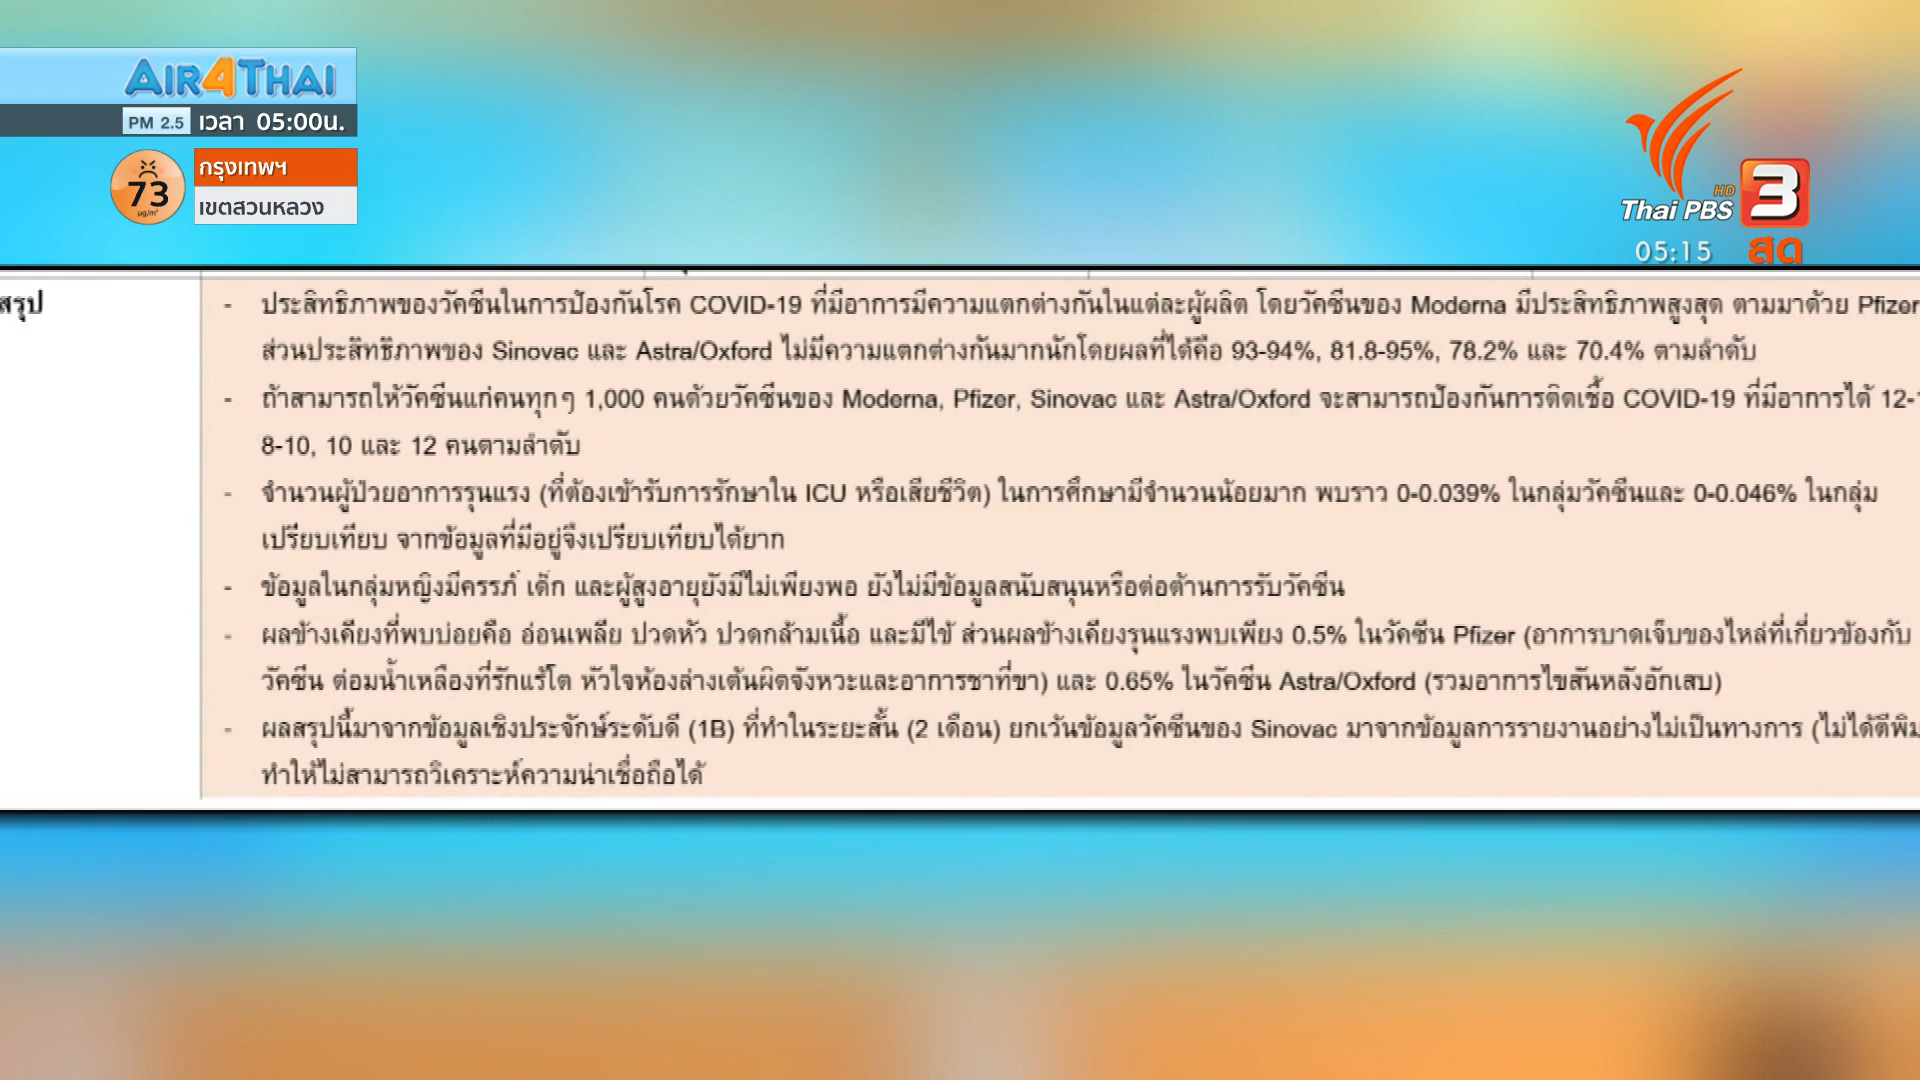 AIR4THAI
PM 2.5 เวลา 05:00น.
73
µg/m³
กรุงเทพฯ
เขตสวนหลวง
Thai PBS HD 3
05:15 สด
สรุป
- ประสิทธิภาพของวัคซีนในการป้องกันโรค COVID-19 ที่มีอาการมีความแตกต่างกันในแต่ละผู้ผลิต โดยวัคซีนของ Moderna มีประสิทธิภาพสูงสุด ตามมาด้วย Pfizer
ส่วนประสิทธิภาพของ Sinovac และ Astra/Oxford ไม่มีความแตกต่างกันมากนักโดยผลที่ได้คือ 93-94%, 81.8-95%, 78.2% และ 70.4% ตามลำดับ
- ถ้าสามารถให้วัคซีนแก่คนทุกๆ 1,000 คนด้วยวัคซีนของ Moderna, Pfizer, Sinovac และ Astra/Oxford จะสามารถป้องกันการติดเชื้อ COVID-19 ที่มีอาการได้
8-10, 10 และ 12 คนตามลำดับ
- จำนวนผู้ป่วยอาการรุนแรง (ที่ต้องเข้ารับการรักษาใน ICU หรือเสียชีวิต) ในการศึกษามีจำนวนน้อยมาก พบราว 0-0.039% ในกลุ่มวัคซีนและ 0-0.046% ในกลุ่ม
เปรียบเทียบ จากข้อมูลที่มีอยู่จึงเปรียบเทียบได้ยาก
- ข้อมูลในกลุ่มหญิงมีครรภ์ เด็ก และผู้สูงอายุยังมีไม่เพียงพอ ยังไม่มีข้อมูลสนับสนุนหรือต่อต้านการรับวัคซีน
- ผลข้างเคียงที่พบบ่อยคือ อ่อนเพลีย ปวดหัว ปวดกล้ามเนื้อ และมีไข้ ส่วนผลข้างเคียงรุนแรงพบเพียง 0.5% ในวัคซีน Pfizer (อาการบาดเจ็บของไหล่ที่เกี่ยวข้องกับ
วัคซีน ต่อมน้ำเหลืองที่รักแร้โต หัวใจห้องล่างเต้นผิดจังหวะและอาการชาที่ขา) และ 0.65% ในวัคซีน Astra/Oxford (รวมอาการไขสันหลังอักเสบ)
- ผลสรุปนี้มาจากข้อมูลเชิงประจักษ์ระดับดี (1B) ที่ทำในระยะสั้น (2 เดือน) ยกเว้นข้อมูลวัคซีนของ Sinovac มาจากข้อมูลการรายงานอย่างไม่เป็นทางการ (ไม่ได้ตีพิม
ทำให้ไม่สามารถวิเคราะห์ความน่าเชื่อถือได้